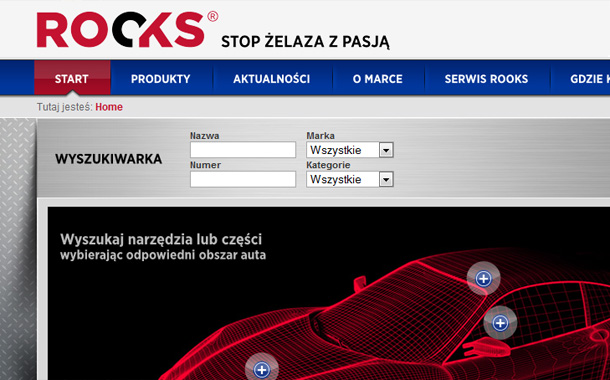 ROCKS®
STOP ŻELAZA Z PASJĄ
START PRODUKTY AKTUALNOŚCI O MARCE SERWIS ROOKS GDZIE
Tutaj jesteś: Home
WYSZUKIWARKA
Nazwa Marka
Wszystkie
Numer Kategorie
Wszystkie
Wyszukaj narzędzia lub części
wybierając odpowiedni obszar auta